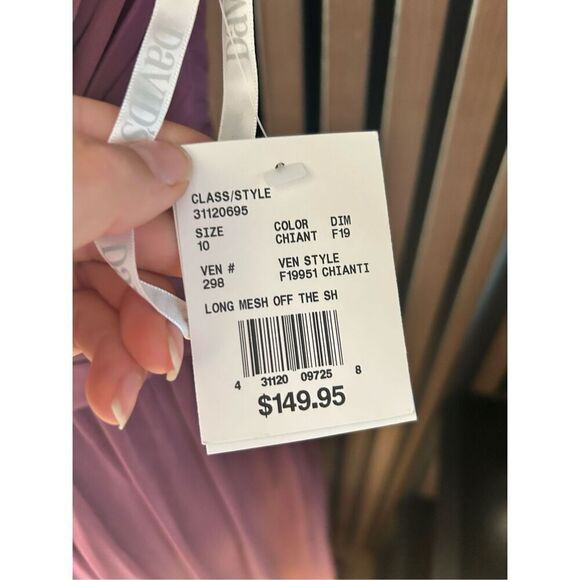 DAVID'S
CLASS/STYLE
31120695
SIZE COLOR DIM
10 CHIANT F19
VEN # VEN STYLE
298 F19951 CHIANTI
LONG MESH OFF THE SH
4 31120 09725 8
$149.95